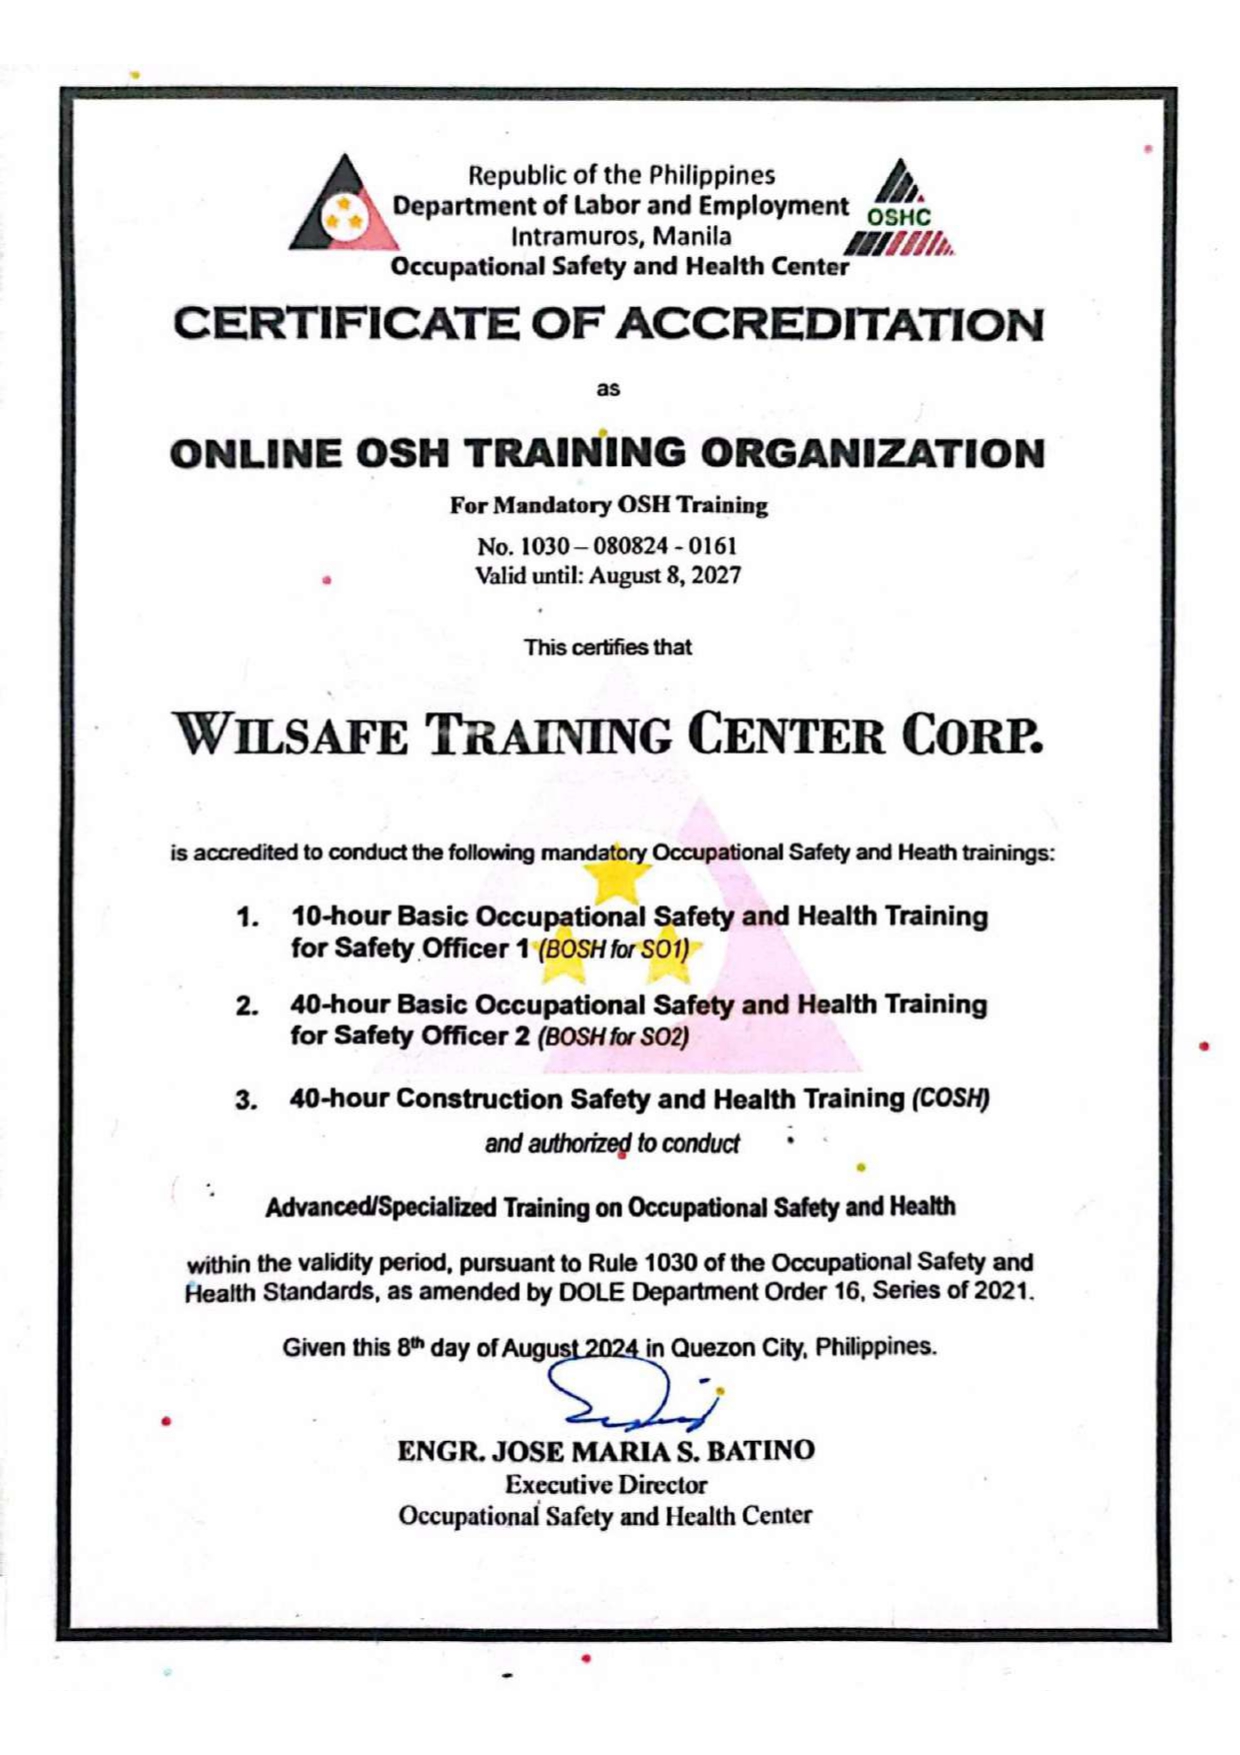 Republic of the Philippines
Department of Labor and Employment
Intramuros, Manila
Occupational Safety and Health Center
OSHC
CERTIFICATE OF ACCREDITATION
as
ONLINE OSH TRAINING ORGANIZATION
For Mandatory OSH Training
No. 1030 – 080824 - 0161
Valid until: August 8, 2027
This certifies that
WILSAFE TRAINING CENTER CORP.
is accredited to conduct the following mandatory Occupational Safety and Heath trainings:
1. 10-hour Basic Occupational Safety and Health Training
for Safety Officer 1 (BOSH for SO1)
2. 40-hour Basic Occupational Safety and Health Training
for Safety Officer 2 (BOSH for SO2)
3. 40-hour Construction Safety and Health Training (COSH)
and authorized to conduct
Advanced/Specialized Training on Occupational Safety and Health
within the validity period, pursuant to Rule 1030 of the Occupational Safety and
Health Standards, as amended by DOLE Department Order 16, Series of 2021.
Given this 8th day of August 2024 in Quezon City, Philippines.
ENGR. JOSE MARIA S. BATINO
Executive Director
Occupational Safety and Health Center